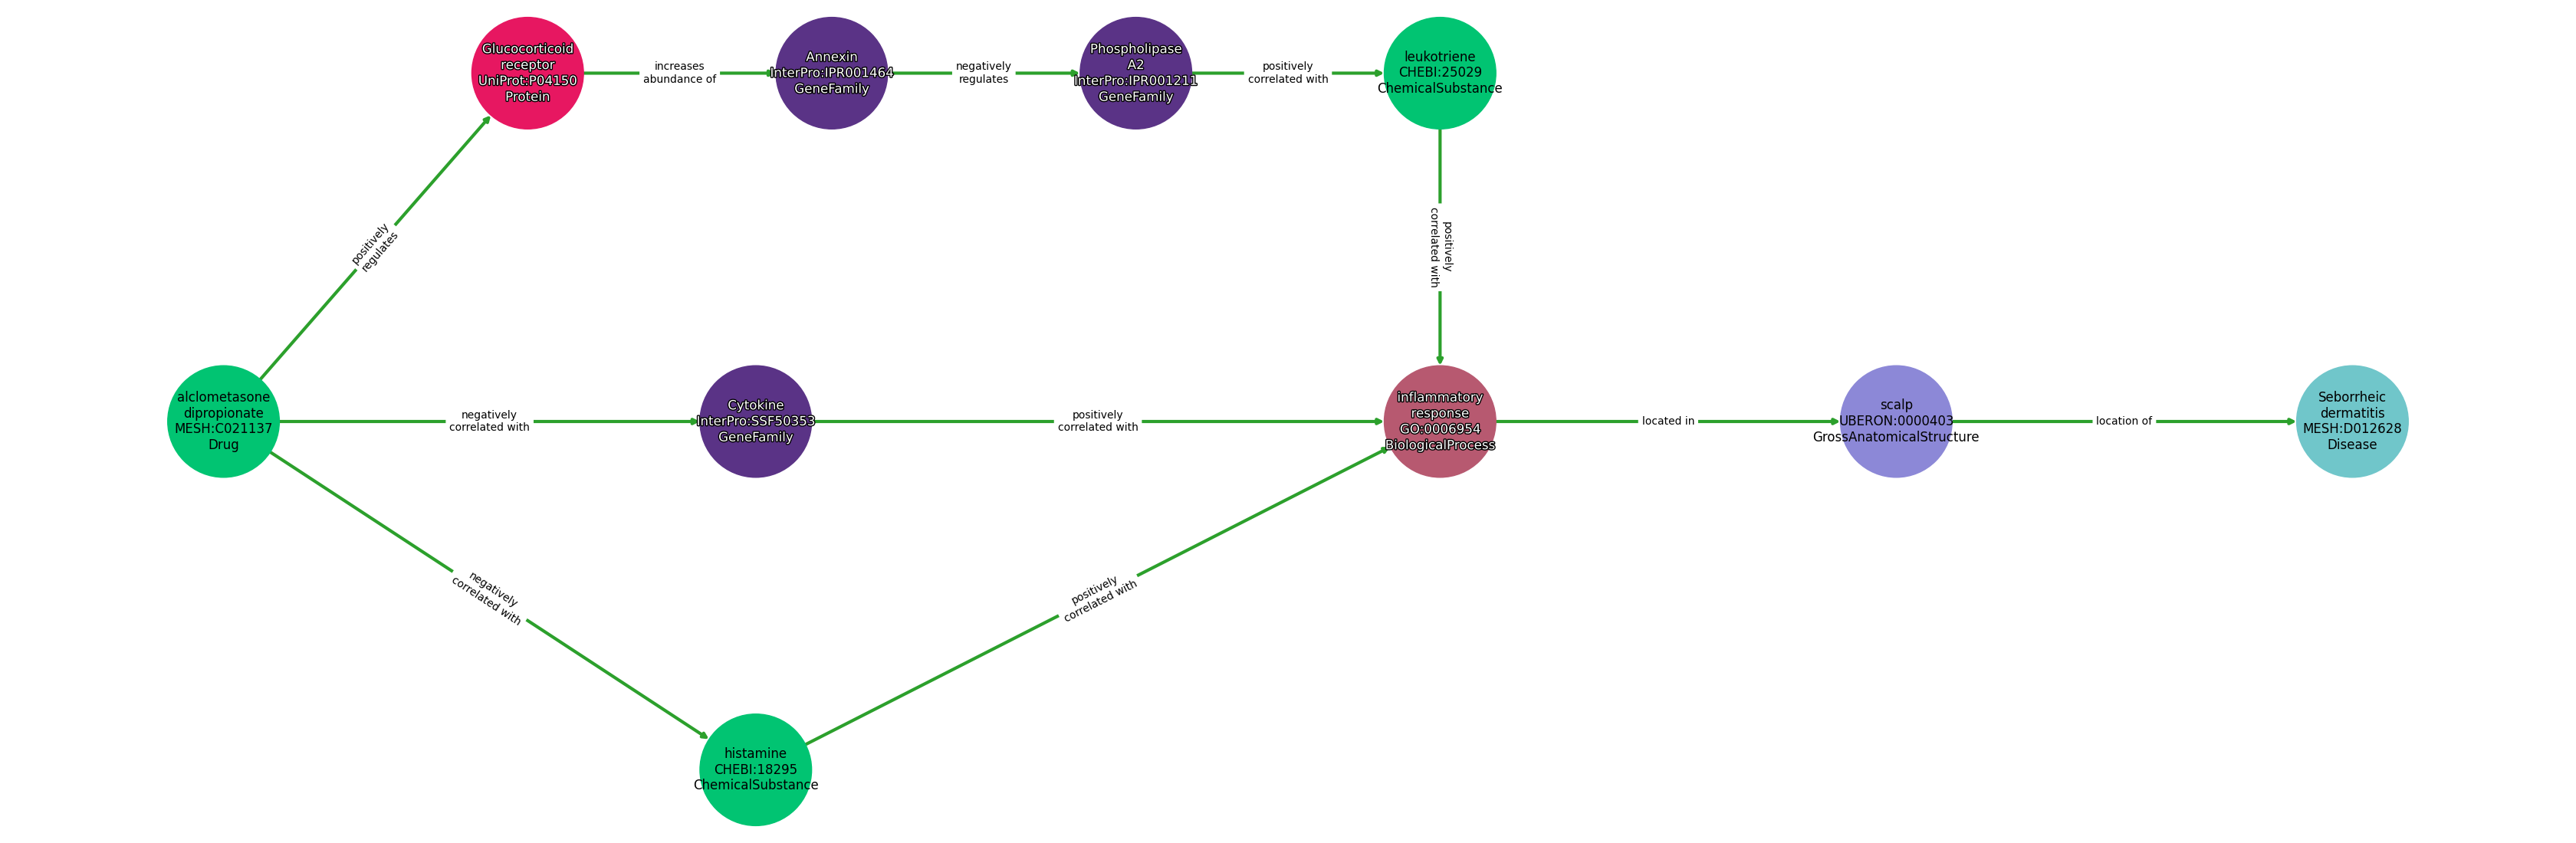 Glucocorticoid
receptor
UniProt:P04150
Protein
increases
abundance of
Annexin
InterPro:IPR001464
GeneFamily
negatively
regulates
Phospholipase
A2
InterPro:IPR001211
GeneFamily
positively
correlated with
leukotriene
CHEBI:25029
ChemicalSubstance
positively
regulates
positively
correlated with
alclometasone
dipropionate
MESH:C021137
Drug
negatively
correlated with
Cytokine
InterPro:SSF50353
GeneFamily
positively
correlated with
inflammatory
response
GO:0006954
BiologicalProcess
located in
scalp
UBERON:0000403
GrossAnatomicalStructure
location of
Seborrheic
dermatitis
MESH:D012628
Disease
negatively
correlated with
positively
correlated with
histamine
CHEBI:18295
ChemicalSubstance